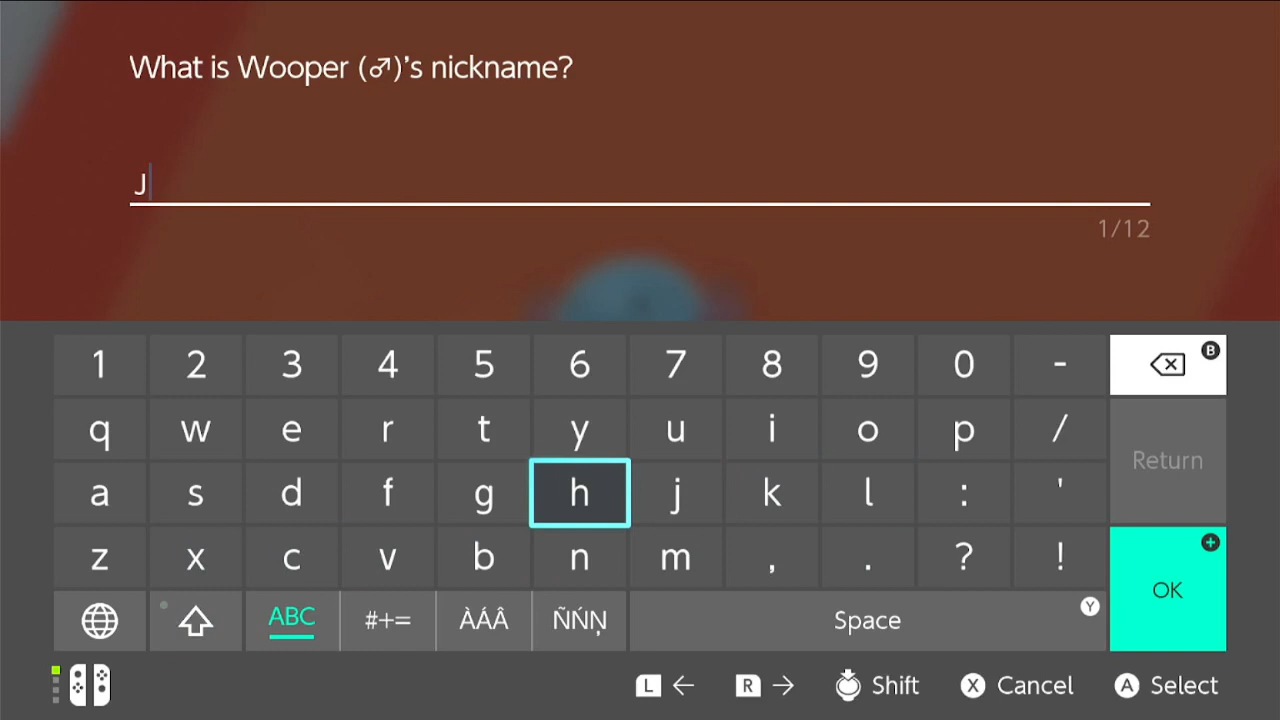 What is Wooper (♂)'s nickname?
J
1/12
1 2 3 4 5 6 7 8 9 0 - B
q w e r t y u i o p /
Return
a s d f g h j k l : '
z x c v b n m , . ? !
+
OK
ABC #+= ÀÁÂ ÑŃŅ Space Y
L ← R → Shift X Cancel A Select